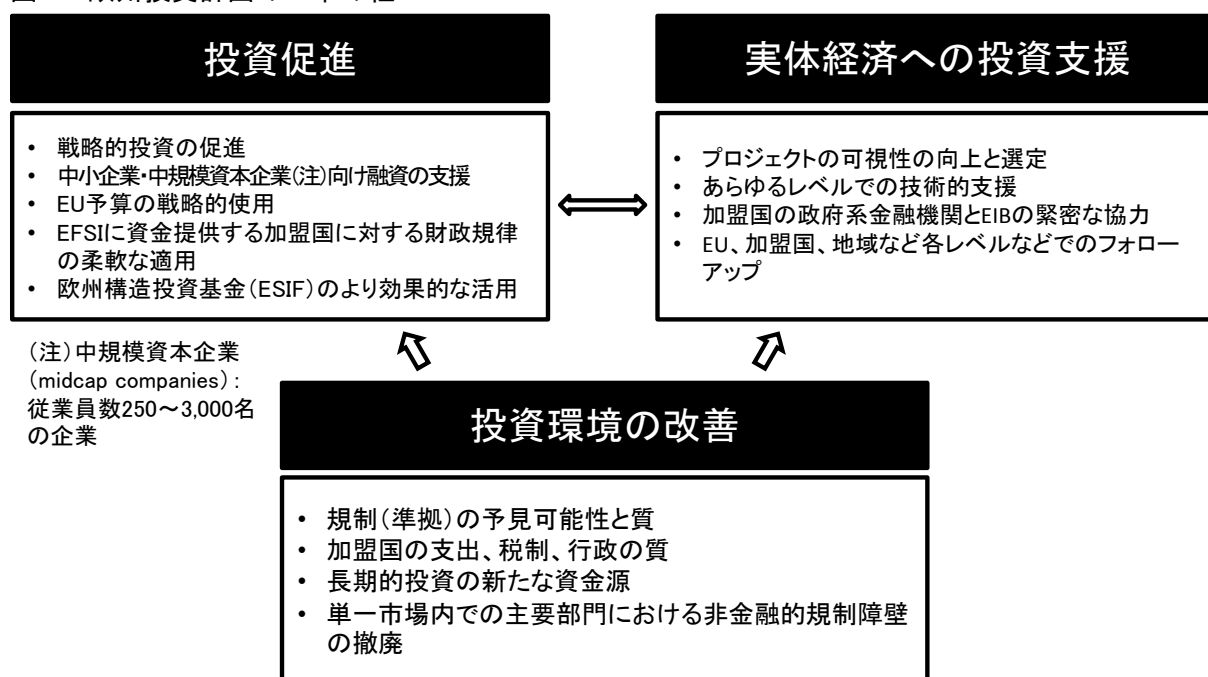 投資促進
• 戦略的投資の促進
• 中小企業・中規模資本企業(注)向け融資の支援
• EU予算の戦略的使用
• EFSIに資金提供する加盟国に対する財政規律
の柔軟な適用
• 欧州構造投資基金(ESIF)のより効果的な活用
実体経済への投資支援
• プロジェクトの可視性の向上と選定
• あらゆるレベルでの技術的支援
• 加盟国の政府系金融機関とEIBの緊密な協力
• EU、加盟国、地域など各レベルなどでのフォロー
アップ
(注)中規模資本企業
(midcap companies):
従業員数250~3,000名
の企業
投資環境の改善
• 規制(準拠)の予見可能性と質
• 加盟国の支出、税制、行政の質
• 長期的投資の新たな資金源
• 単一市場内での主要部門における非金融的規制障壁
の撤廃